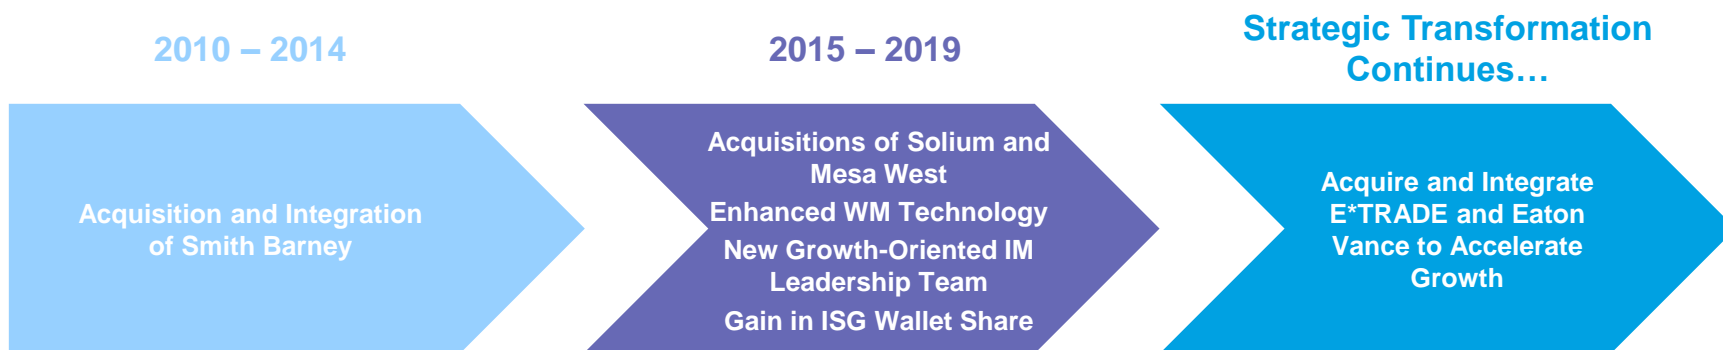 2010 – 2014
Acquisition and Integration
of Smith Barney
2015 – 2019
Acquisitions of Solium and
Mesa West
Enhanced WM Technology
New Growth-Oriented IM
Leadership Team
Gain in ISG Wallet Share
Strategic Transformation
Continues…
Acquire and Integrate
E*TRADE and Eaton
Vance to Accelerate
Growth